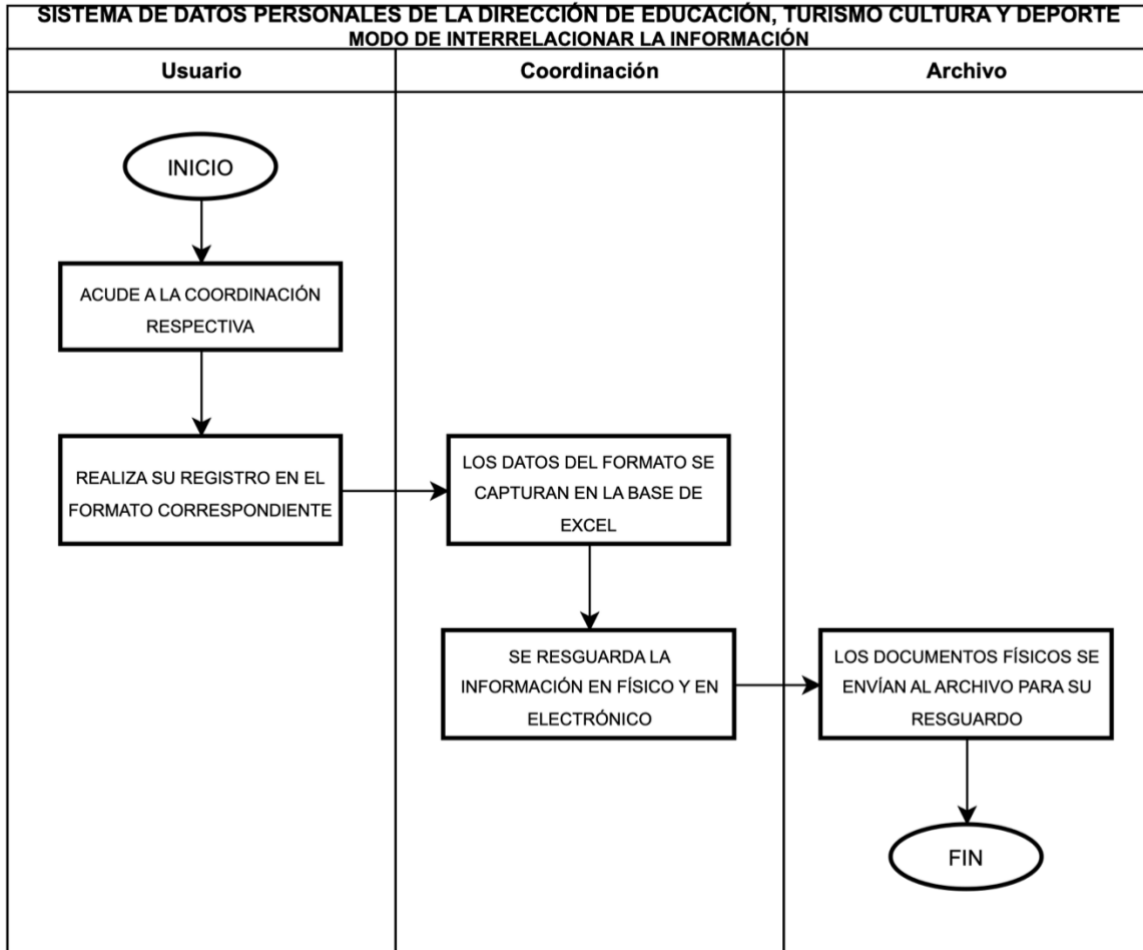 SISTEMA DE DATOS PERSONALES DE LA DIRECCIÓN DE EDUCACIÓN, TURISMO CULTURA Y DEPORTE
MODO DE INTERRELACIONAR LA INFORMACIÓN
Usuario
Coordinación
Archivo
INICIO
ACUDE A LA COORDINACIÓN
RESPECTIVA
REALIZA SU REGISTRO EN EL
FORMATO CORRESPONDIENTE
LOS DATOS DEL FORMATO SE
CAPTURAN EN LA BASE DE
EXCEL
SE RESGUARDA LA
INFORMACIÓN EN FÍSICO Y EN
ELECTRÓNICO
LOS DOCUMENTOS FÍSICOS SE
ENVÍAN AL ARCHIVO PARA SU
RESGUARDO
FIN